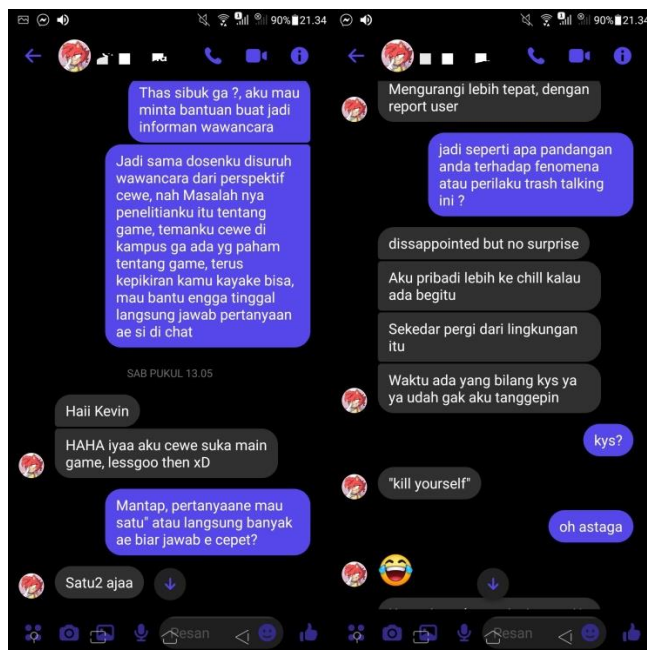 90% 21.34
Thas sibuk ga ?, aku mau
minta bantuan buat jadi
informan wawancara
Jadi sama dosenku disuruh
wawancara dari perspektif
cewe, nah Masalah nya
penelitianku itu tentang
game, temanku cewe di
kampus ga ada yg paham
tentang game, terus
kepikiran kamu kayake bisa,
mau bantu engga tinggal
langsung jawab pertanyaan
ae si di chat
SAB PUKUL 13.05
Haii Kevin
HAHA iyaa aku cewe suka main
game, lessgoo then xD
Mantap, pertanyaane mau
satu" atau langsung banyak
ae biar jawab e cepet?
Satu2 ajaa
Pesan
90% 21.34
Mengurangi lebih tepat, dengan
report user
jadi seperti apa pandangan
anda terhadap fenomena
atau perilaku trash talking
ini ?
dissappointed but no surprise
Aku pribadi lebih ke chill kalau
ada begitu
Sekedar pergi dari lingkungan
itu
Waktu ada yang bilang kys ya
ya udah gak aku tanggepin
kys?
"kill yourself"
oh astaga
Pesan